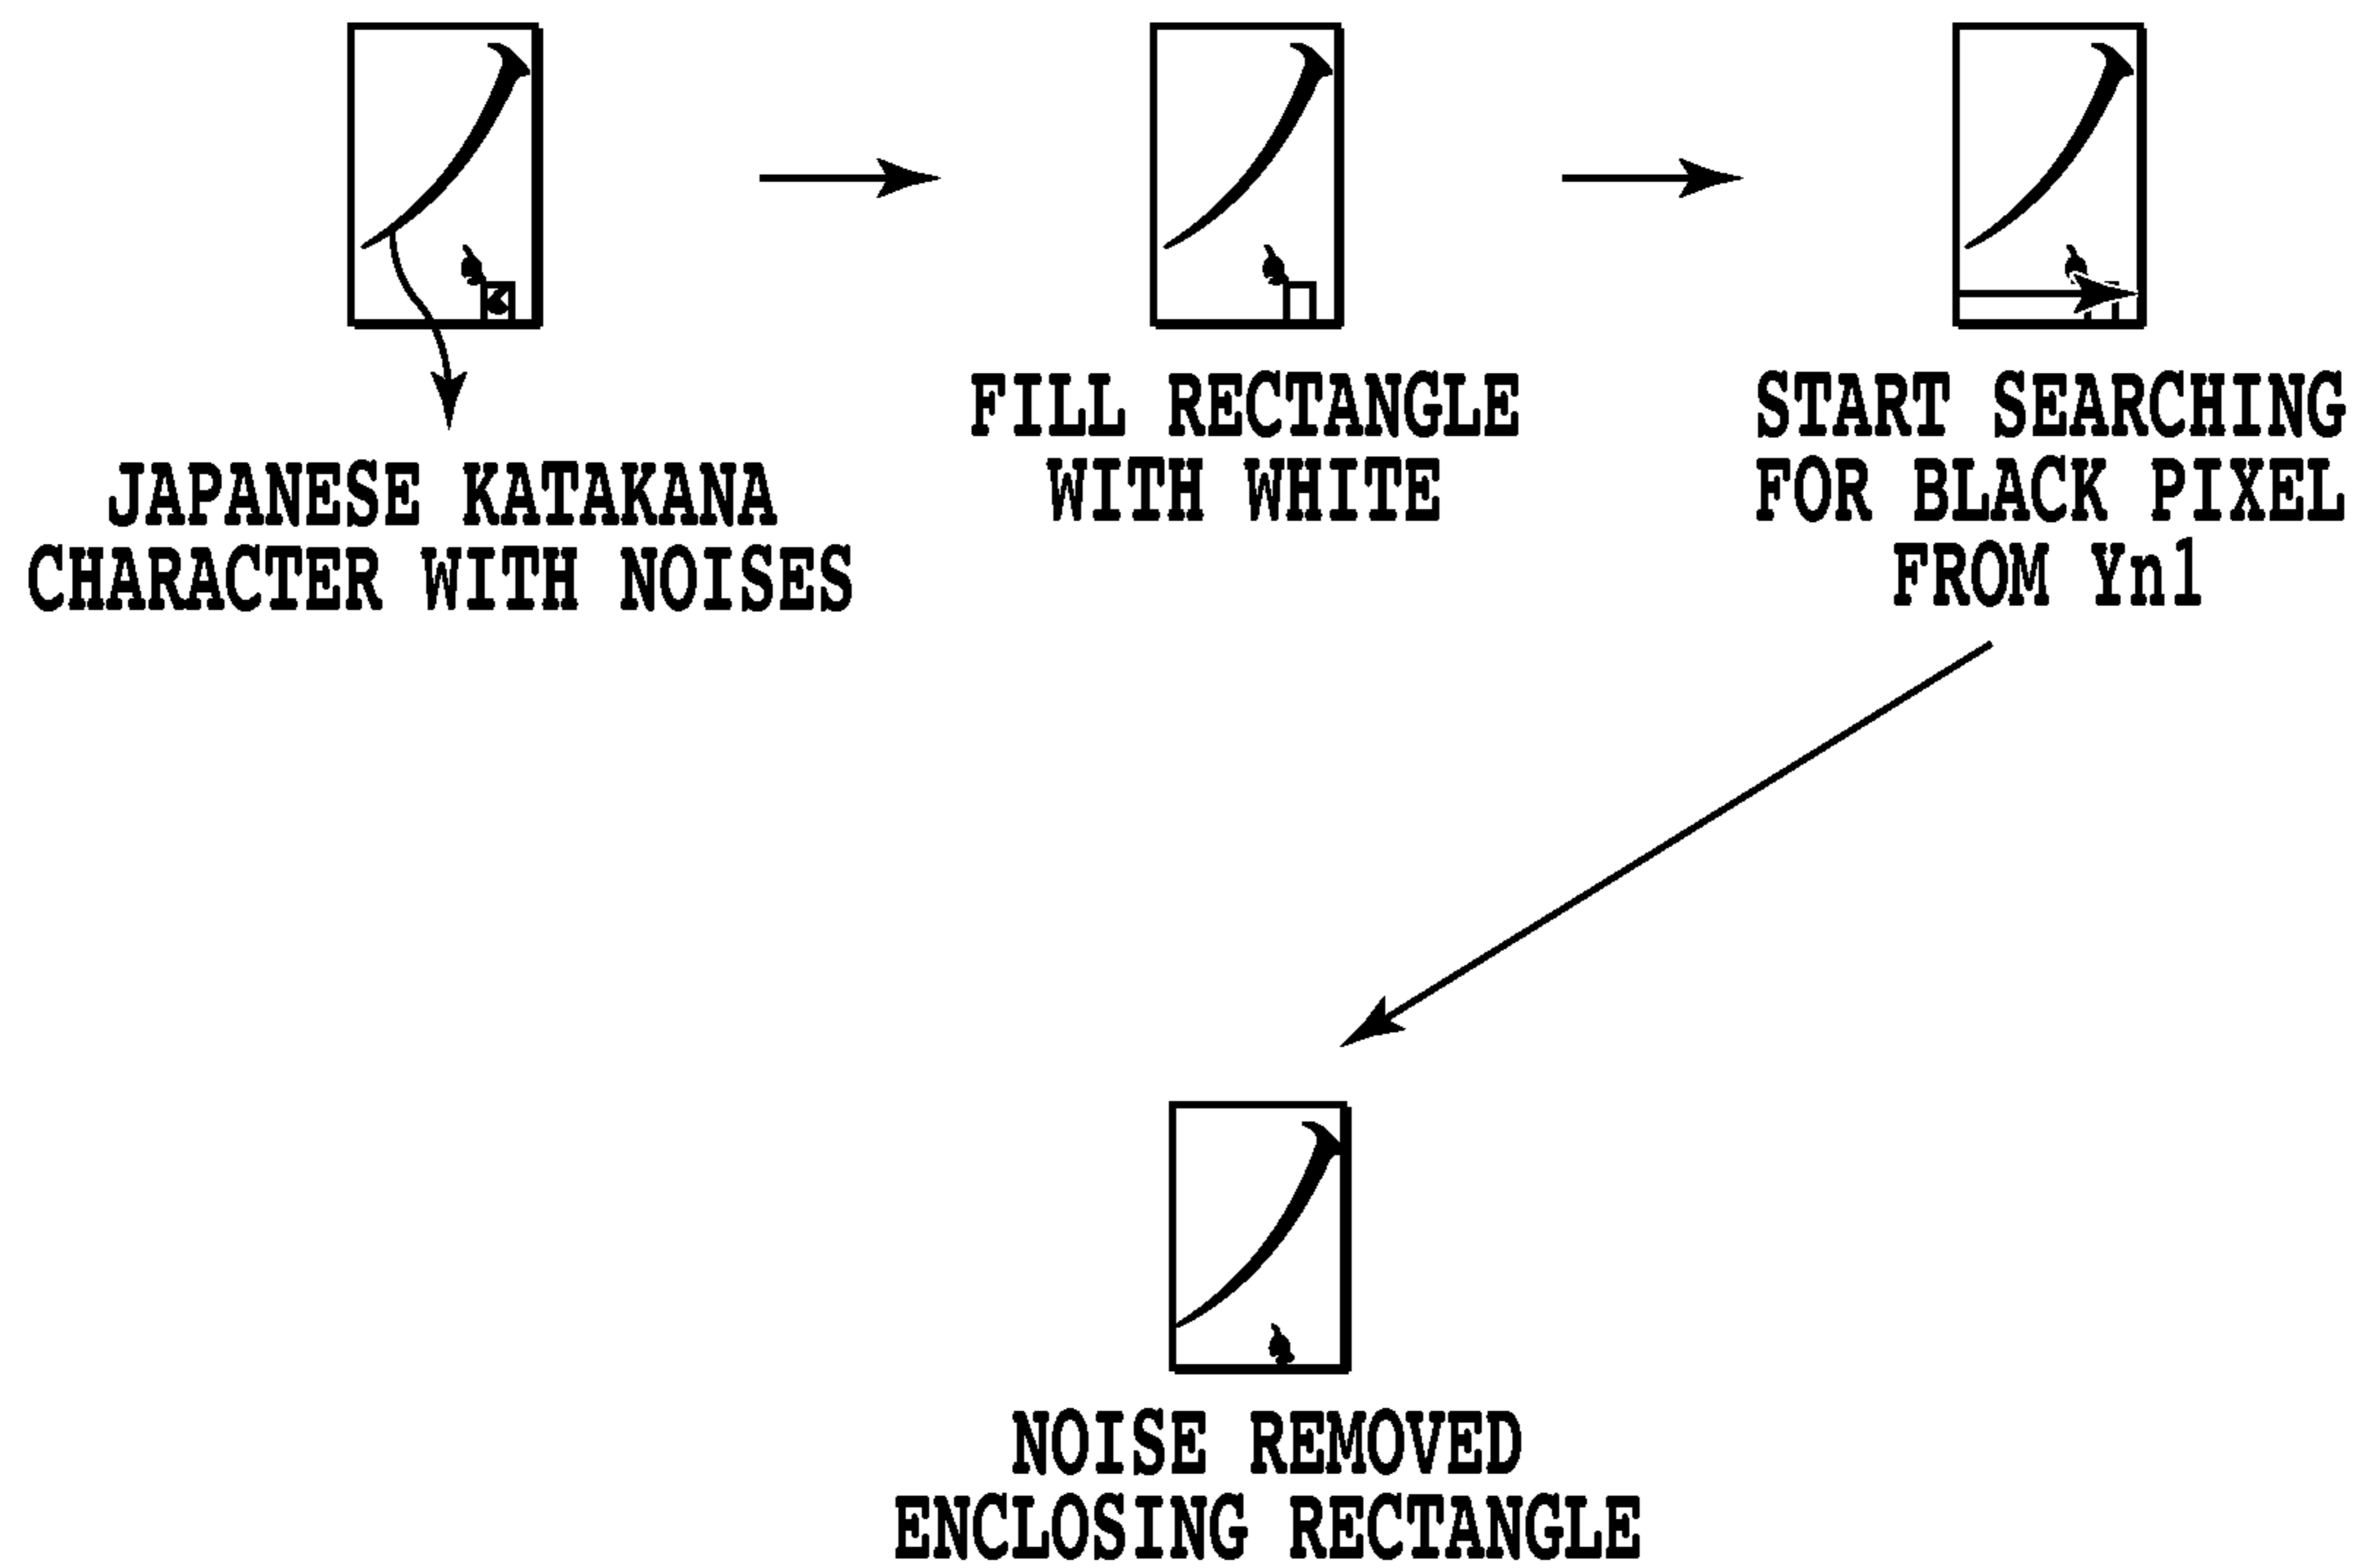 JAPANESE KATAKANA
CHARACTER WITH NOISES
FILL RECTANGLE
WITH WHITE
START SEARCHING
FOR BLACK PIXEL
FROM Yn1
NOISE REMOVED
ENCLOSING RECTANGLE